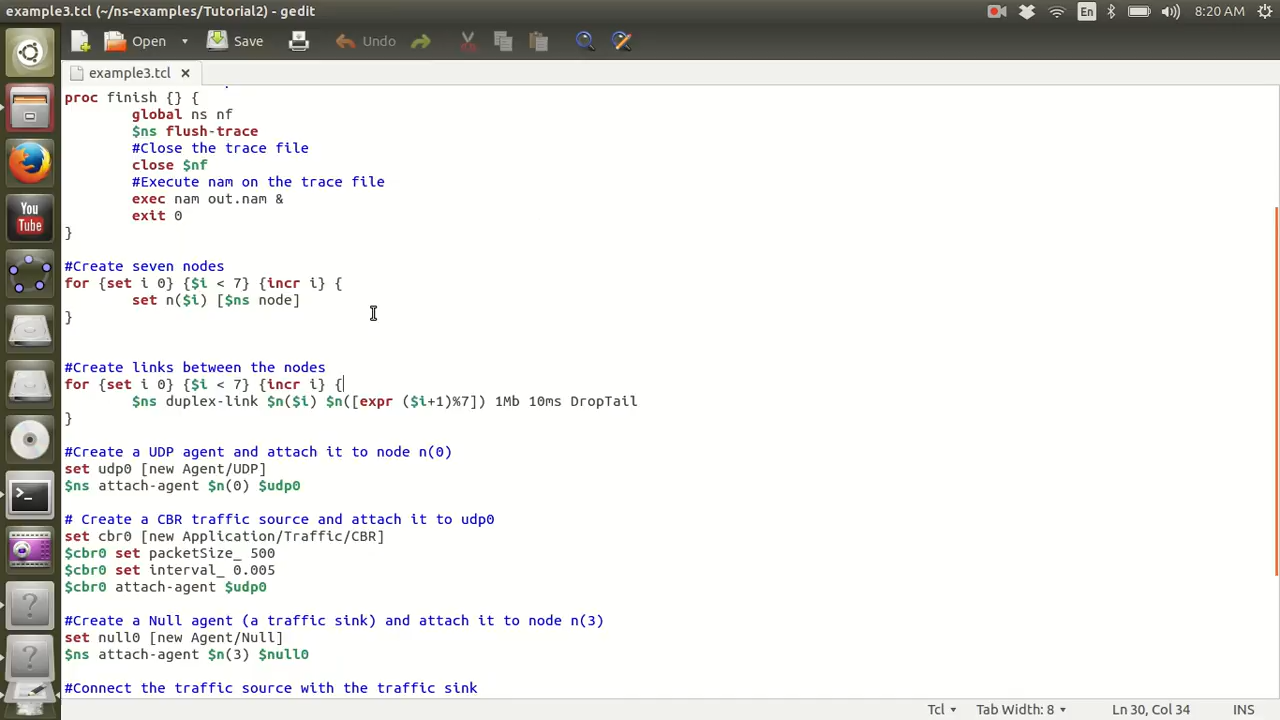 example3.tcl (~/ns-examples/Tutorial2) - gedit
En
8:20 AM
Open
Save
Undo
example3.tcl
proc finish {} {
global ns nf
$ns flush-trace
#Close the trace file
close $nf
#Execute nam on the trace file
exec nam out.nam &
exit 0
}
#Create seven nodes
for {set i 0} {$i < 7} {incr i} {
set n($i) [$ns node]
}
#Create links between the nodes
for {set i 0} {$i < 7} {incr i} {
$ns duplex-link $n($i) $n([expr ($i+1)%7]) 1Mb 10ms DropTail
}
#Create a UDP agent and attach it to node n(0)
set udp0 [new Agent/UDP]
$ns attach-agent $n(0) $udp0
# Create a CBR traffic source and attach it to udp0
set cbr0 [new Application/Traffic/CBR]
$cbr0 set packetSize_ 500
$cbr0 set interval_ 0.005
$cbr0 attach-agent $udp0
#Create a Null agent (a traffic sink) and attach it to node n(3)
set null0 [new Agent/Null]
$ns attach-agent $n(3) $null0
#Connect the traffic source with the traffic sink
You
Tube
Tcl
Tab Width: 8
Ln 30, Col 34
INS